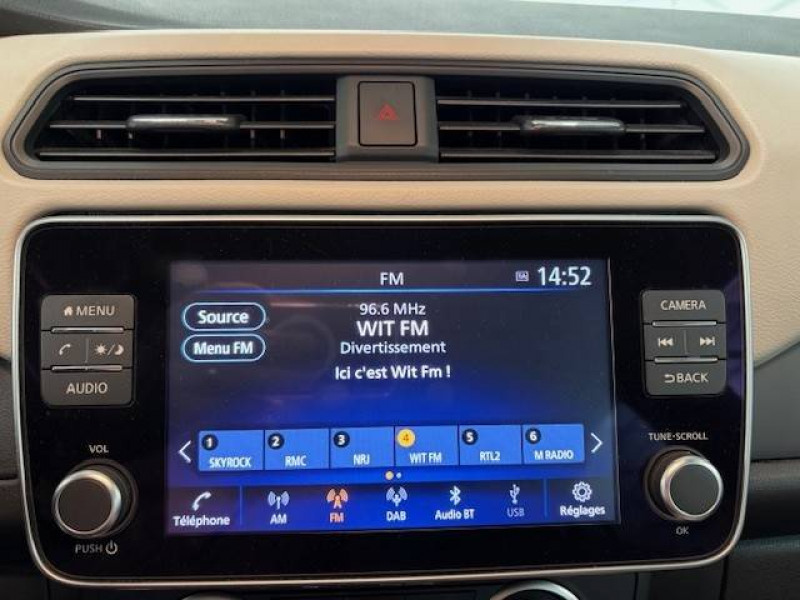 FM
TA 14:52
MENU
AUDIO
VOL
PUSH
Source
Menu FM
96.6 MHz
WIT FM
Divertissement
Ici c'est Wit Fm !
1 SKYROCK
2 RMC
3 NRJ
4 WIT FM
5 RTL2
6 M RADIO
Téléphone
AM
FM
DAB
Audio BT
USB
Réglages
CAMERA
BACK
TUNE·SCROLL
OK